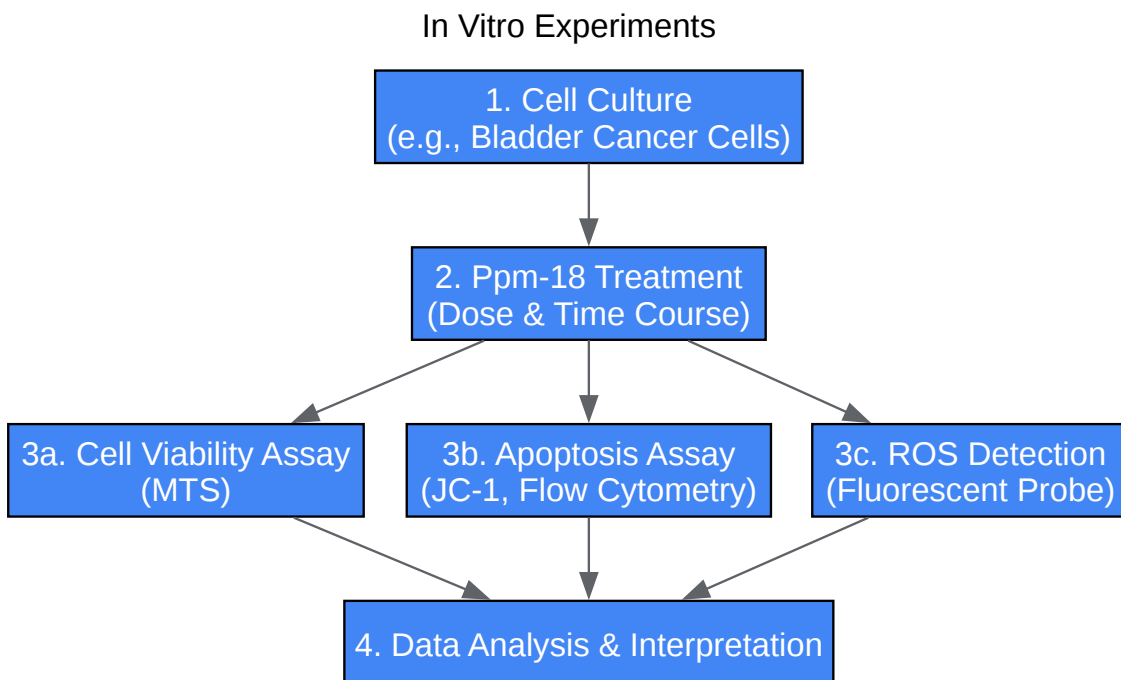 In Vitro Experiments
1. Cell Culture
(e.g., Bladder Cancer Cells)
2. Ppm-18 Treatment
(Dose & Time Course)
3a. Cell Viability Assay
(MTS)
3b. Apoptosis Assay
(JC-1, Flow Cytometry)
3c. ROS Detection
(Fluorescent Probe)
4. Data Analysis & Interpretation